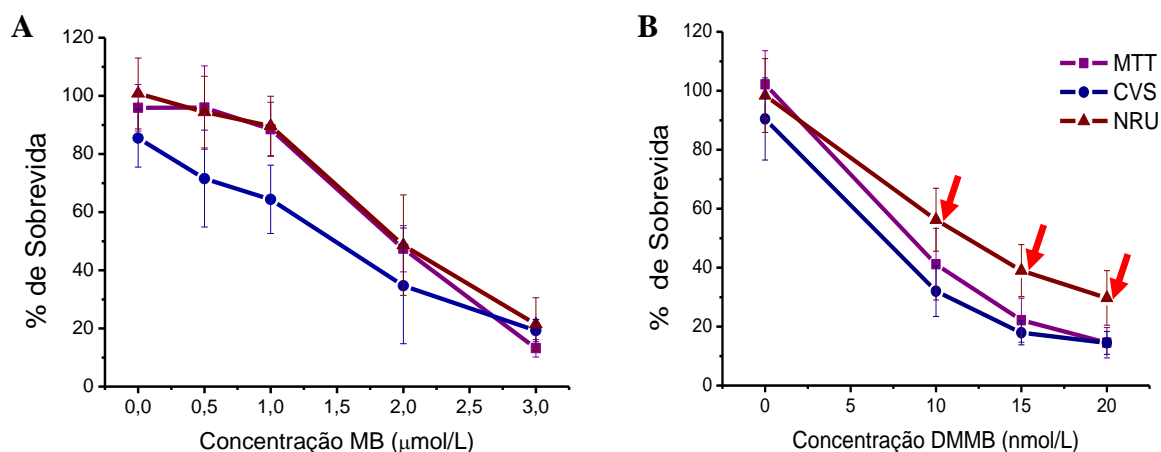 A
120
100
80
60
40
20
0
% de Sobrevida
0,0 0,5 1,0 1,5 2,0 2,5 3,0
Concentração MB (μmol/L)
B
120
100
80
60
40
20
0
% de Sobrevida
0 5 10 15 20
Concentração DMMB (nmol/L)
MTT
CVS
NRU